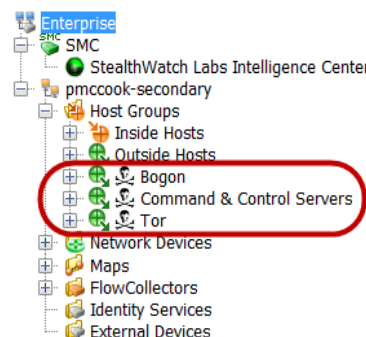 Enterprise
SMC
SMC
StealthWatch Labs Intelligence Center
pmccook-secondary
Host Groups
Inside Hosts
Outside Hosts
Bogon
Command & Control Servers
Tor
Network Devices
Maps
FlowCollectors
Identity Services
External Devices